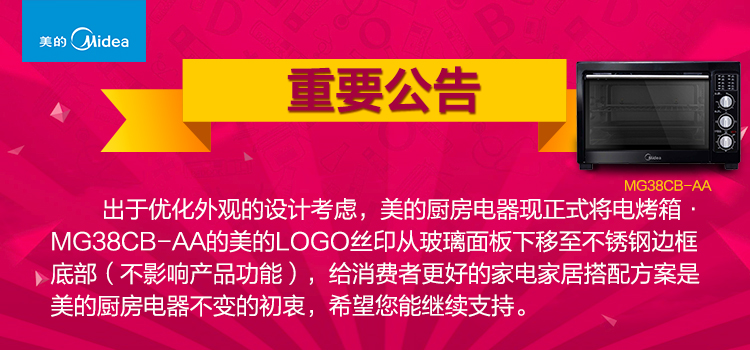 美的 Midea
重要公告
Midea
MG38CB-AA
出于优化外观的设计考虑，美的厨房电器现正式将电烤箱·
MG38CB-AA的美的LOGO丝印从玻璃面板下移至不锈钢边框
底部（不影响产品功能），给消费者更好的家电家居搭配方案是
美的厨房电器不变的初衷，希望您能继续支持。